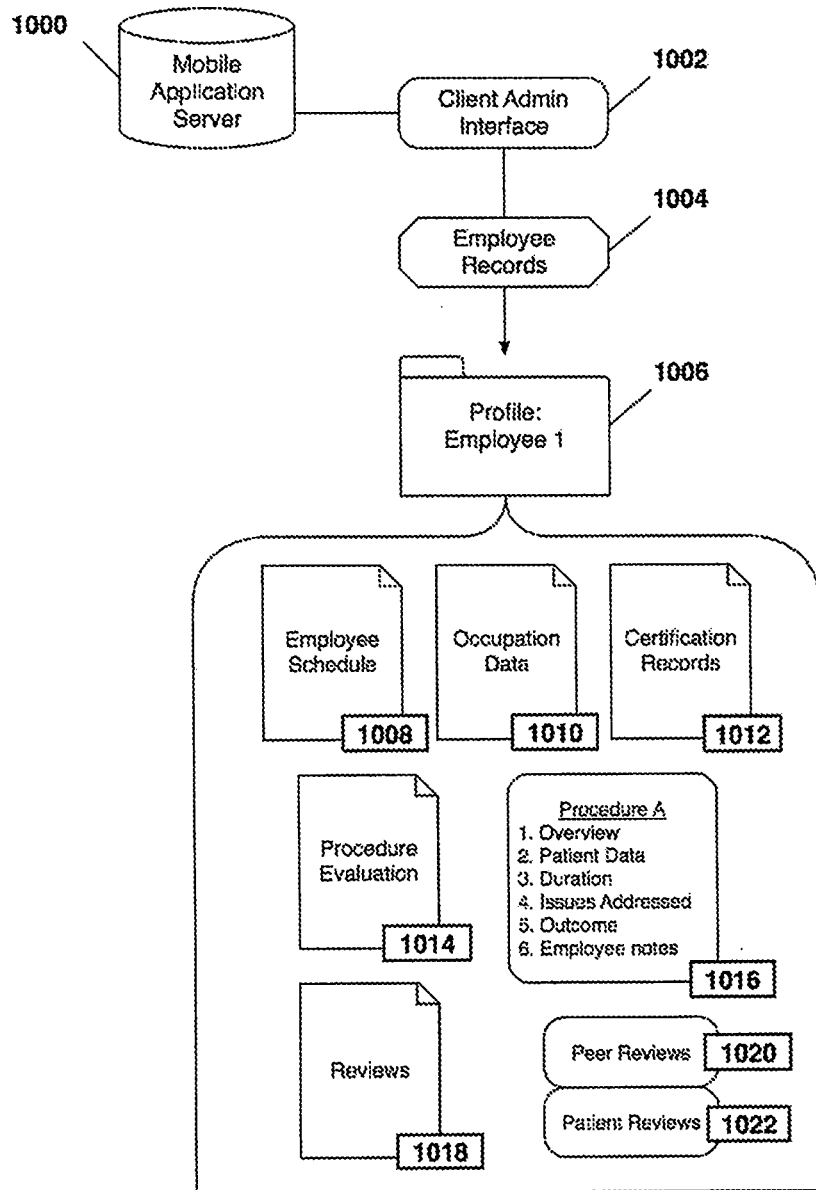 1000
Mobile
Application
Server
1002
Client Admin
Interface
1004
Employee
Records
1006
Profile:
Employee 1
Employee
Schedule
1008
Occupation
Data
1010
Certification
Records
1012
Procedure
Evaluation
1014
Procedure A
1. Overview
2. Patient Data
3. Duration
4. Issues Addressed
5. Outcome
6. Employee notes
1016
Reviews
1018
Peer Reviews
1020
Patient Reviews
1022